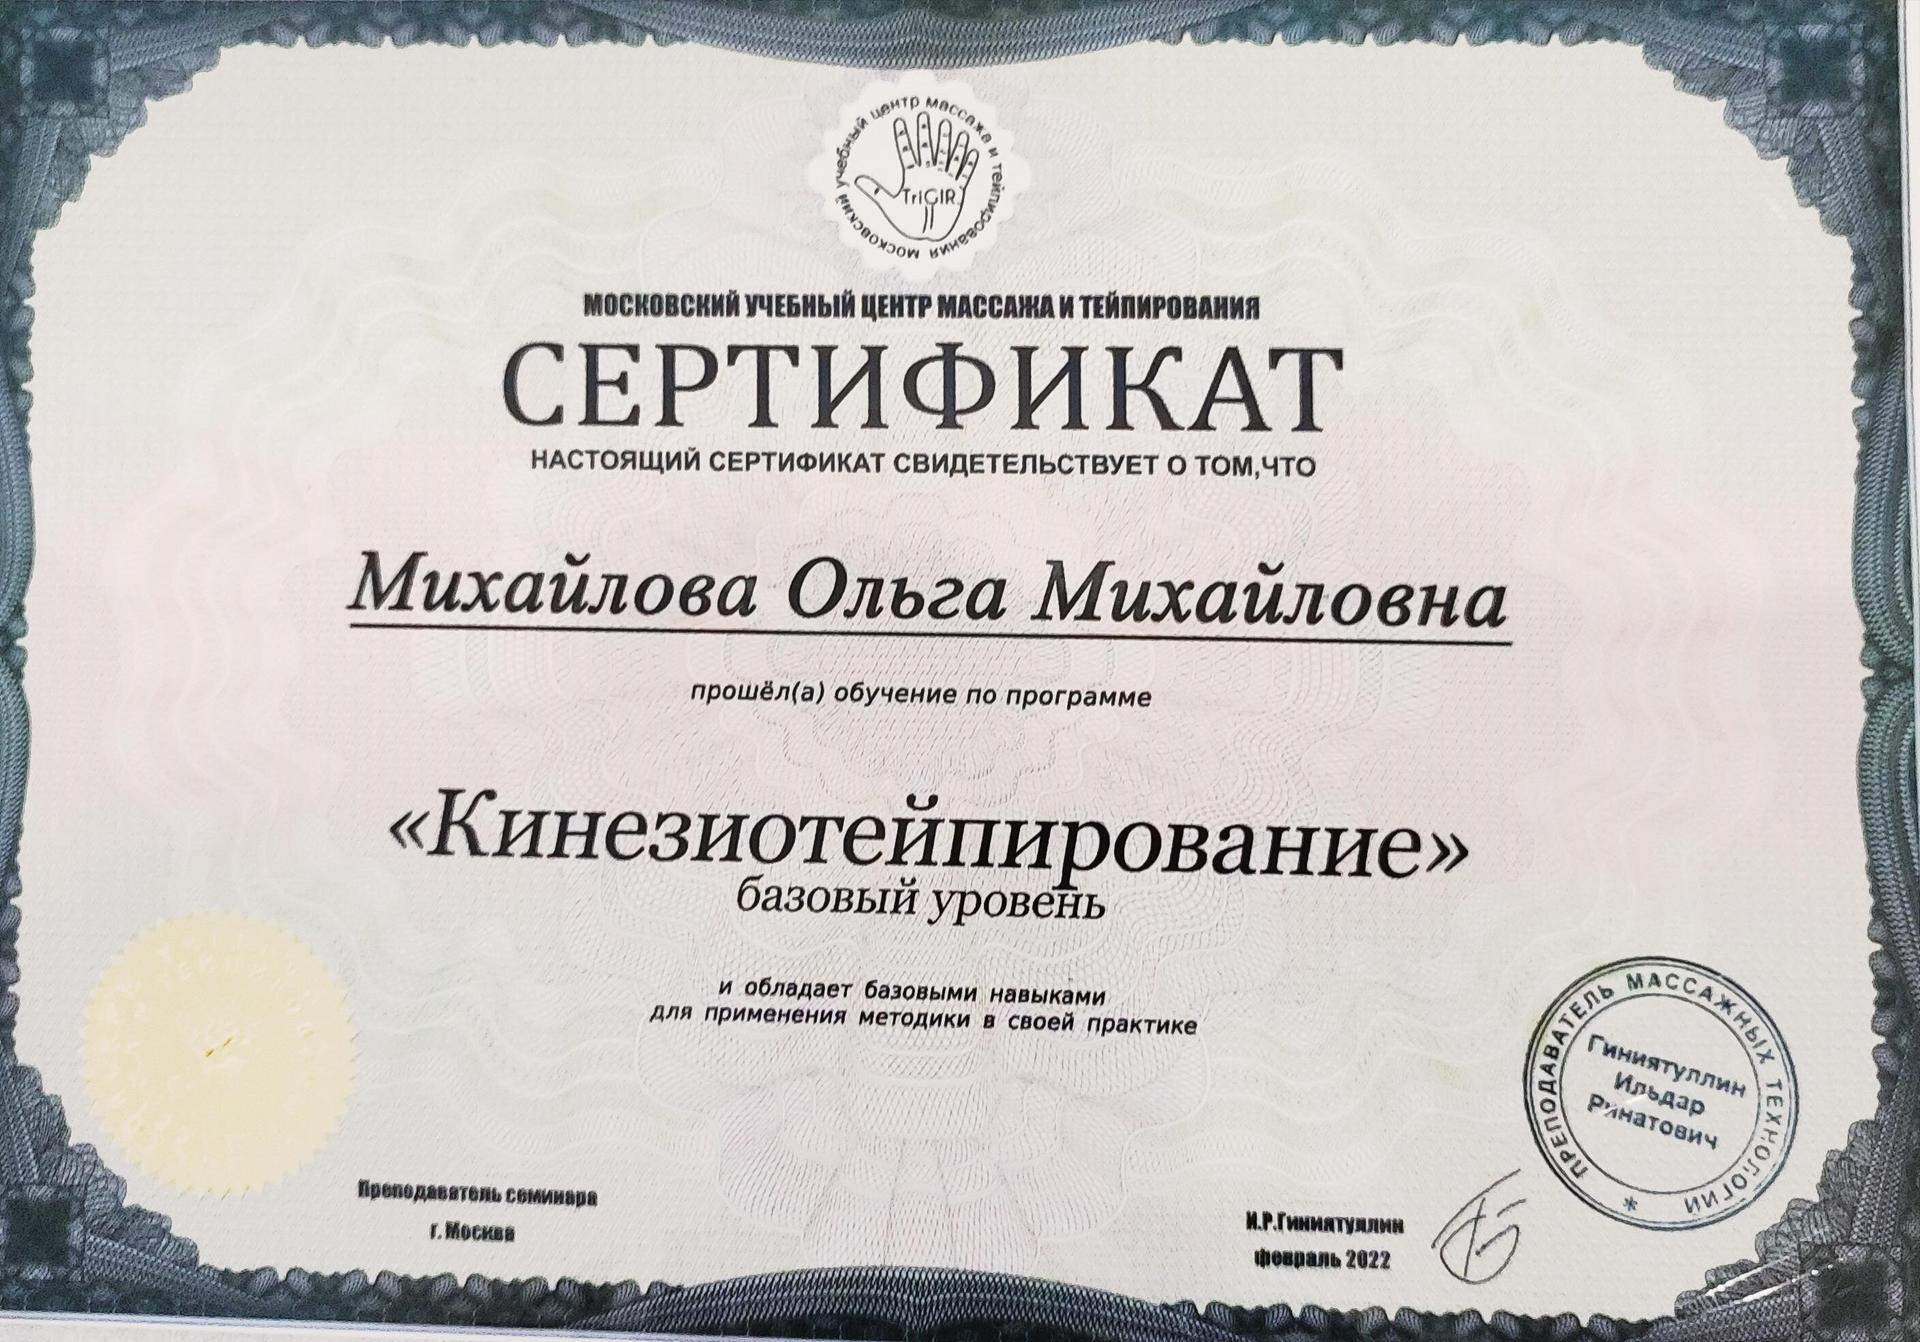 московский учебный центр массажа и тейпирования
TriGIR
МОСКОВСКИЙ УЧЕБНЫЙ ЦЕНТР МАССАЖА И ТЕЙПИРОВАНИЯ
СЕРТИФИКАТ
НАСТОЯЩИЙ СЕРТИФИКАТ СВИДЕТЕЛЬСТВУЕТ О ТОМ,ЧТО
Михайлова Ольга Михайловна
прошёл(а) обучение по программе
«Кинезиотейпирование»
базовый уровень
и обладает базовыми навыками
для применения методики в своей практике
ПРЕПОДАВАТЕЛЬ МАССАЖНЫХ ТЕХНОЛОГИЙ *
Гиниятуллин
Ильдар
Ринатович
Преподаватель семинара
г. Москва
И.Р.Гиниятуллин
февраль 2022